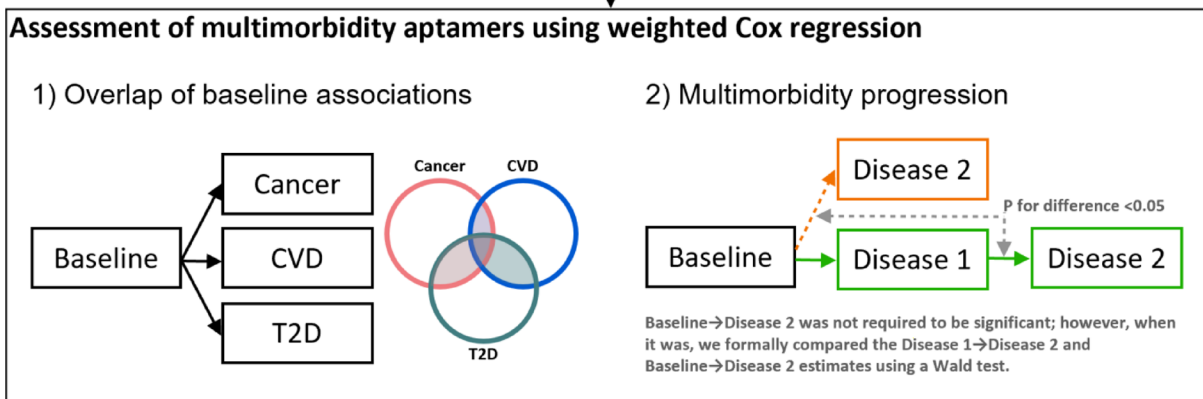 Assessment of multimorbidity aptamers using weighted Cox regression
1) Overlap of baseline associations
Baseline
Cancer
CVD
T2D
Cancer
CVD
T2D
2) Multimorbidity progression
Disease 2
P for difference <0.05
Baseline
Disease 1
Disease 2
Baseline→Disease 2 was not required to be significant; however, when
it was, we formally compared the Disease 1→Disease 2 and
Baseline→Disease 2 estimates using a Wald test.